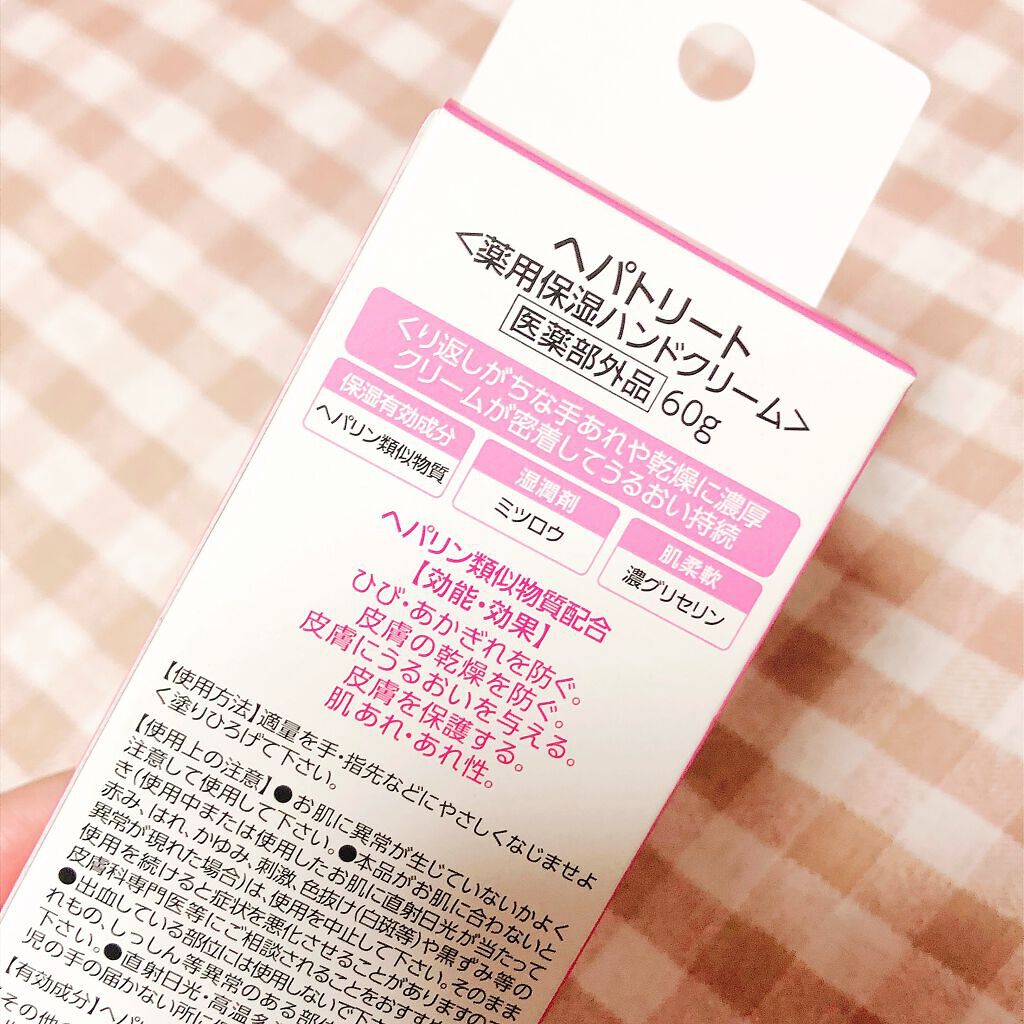 ヘパトリート
<薬用保湿ハンドクリーム>
医薬部外品 60g
くり返しがちな手あれや乾燥に濃厚
クリームが密着してうるおい持続
保湿有効成分
ヘパリン類似物質
湿潤剤
ミツロウ
肌柔軟
濃グリセリン
ヘパリン類似物質配合
【効能・効果】
ひび・あかぎれを防ぐ。
皮膚の乾燥を防ぐ。
皮膚にうるおいを与える。
皮膚を保護する。
肌あれ・あれ性。
【使用方法】適量を手・指先などにやさしくなじませよ
く塗りひろげて下さい。
【使用上の注意】●お肌に異常が生じていないかよく
注意して使用して下さい。●本品がお肌に合わないと
き(使用中または使用したお肌に直射日光が当たって
赤み、はれ、かゆみ、刺激、色抜け(白斑等)や黒ずみ等の
異常が現れた場合)は、使用を中止して下さい。そのまま
使用を続けると症状を悪化させることがありますので
皮膚科専門医等にご相談されることをおすすめ
●出血している部位には使用しないで下
れもの、しっしん等異常のある部位
下さい。●直射日光・高温多
児の手の届かない所に保
【有効成分】ヘパ
その他の